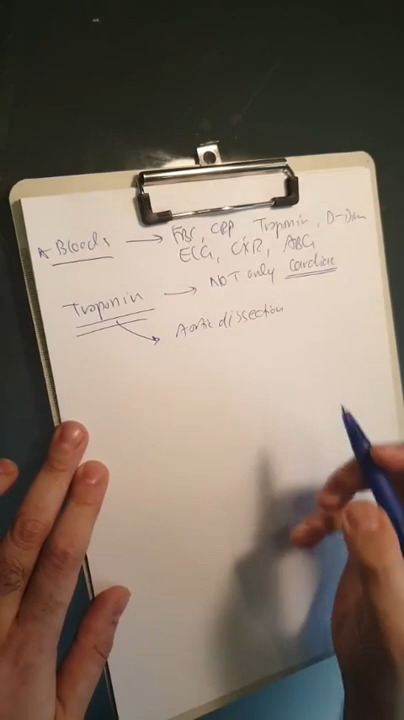 * Bloods → FBC, CRP Troponin, D-Dim
ECG, CXR, ABG
Troponin → NOT only cardiac
Aortic dissection